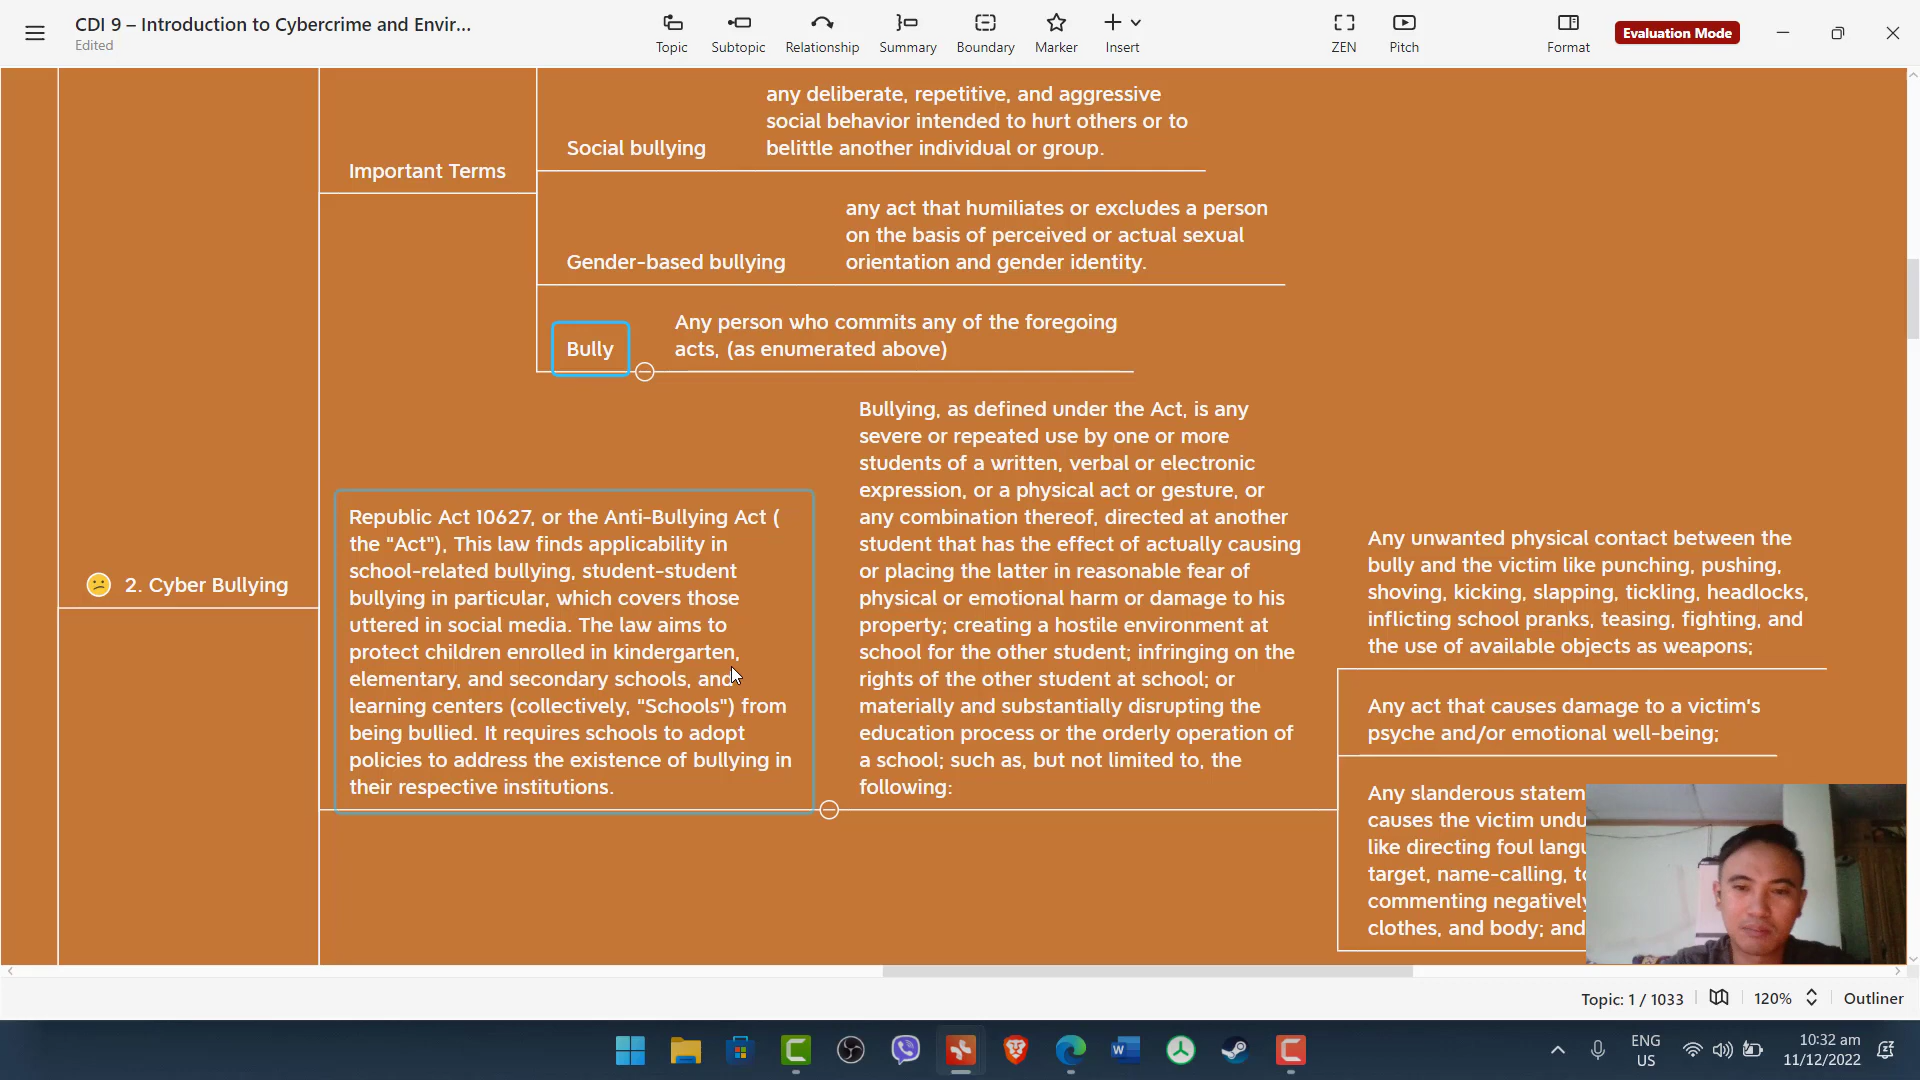 CDI 9 – Introduction to Cybercrime and Envir...
Edited
Topic
Subtopic
Relationship
Summary
Boundary
Marker
Insert
ZEN
Pitch
Format
Evaluation Mode
Important Terms
Social bullying
any deliberate, repetitive, and aggressive
social behavior intended to hurt others or to
belittle another individual or group.
Gender-based bullying
any act that humiliates or excludes a person
on the basis of perceived or actual sexual
orientation and gender identity.
Bully
Any person who commits any of the foregoing
acts, (as enumerated above)
2. Cyber Bullying
Republic Act 10627, or the Anti-Bullying Act (
the "Act"), This law finds applicability in
school-related bullying, student-student
bullying in particular, which covers those
uttered in social media. The law aims to
protect children enrolled in kindergarten,
elementary, and secondary schools, and
learning centers (collectively, "Schools") from
being bullied. It requires schools to adopt
policies to address the existence of bullying in
their respective institutions.
Bullying, as defined under the Act, is any
severe or repeated use by one or more
students of a written, verbal or electronic
expression, or a physical act or gesture, or
any combination thereof, directed at another
student that has the effect of actually causing
or placing the latter in reasonable fear of
physical or emotional harm or damage to his
property; creating a hostile environment at
school for the other student; infringing on the
rights of the other student at school; or
materially and substantially disrupting the
education process or the orderly operation of
a school; such as, but not limited to, the
following:
Any unwanted physical contact between the
bully and the victim like punching, pushing,
shoving, kicking, slapping, tickling, headlocks,
inflicting school pranks, teasing, fighting, and
the use of available objects as weapons;
Any act that causes damage to a victim's
psyche and/or emotional well-being;
Any slanderous
causes the victim
like directing foul
target, name-calling,
commenting negatively
clothes, and body; and
Topic: 1 / 1033
120%
Outliner
ENG
US
10:32 am
11/12/2022